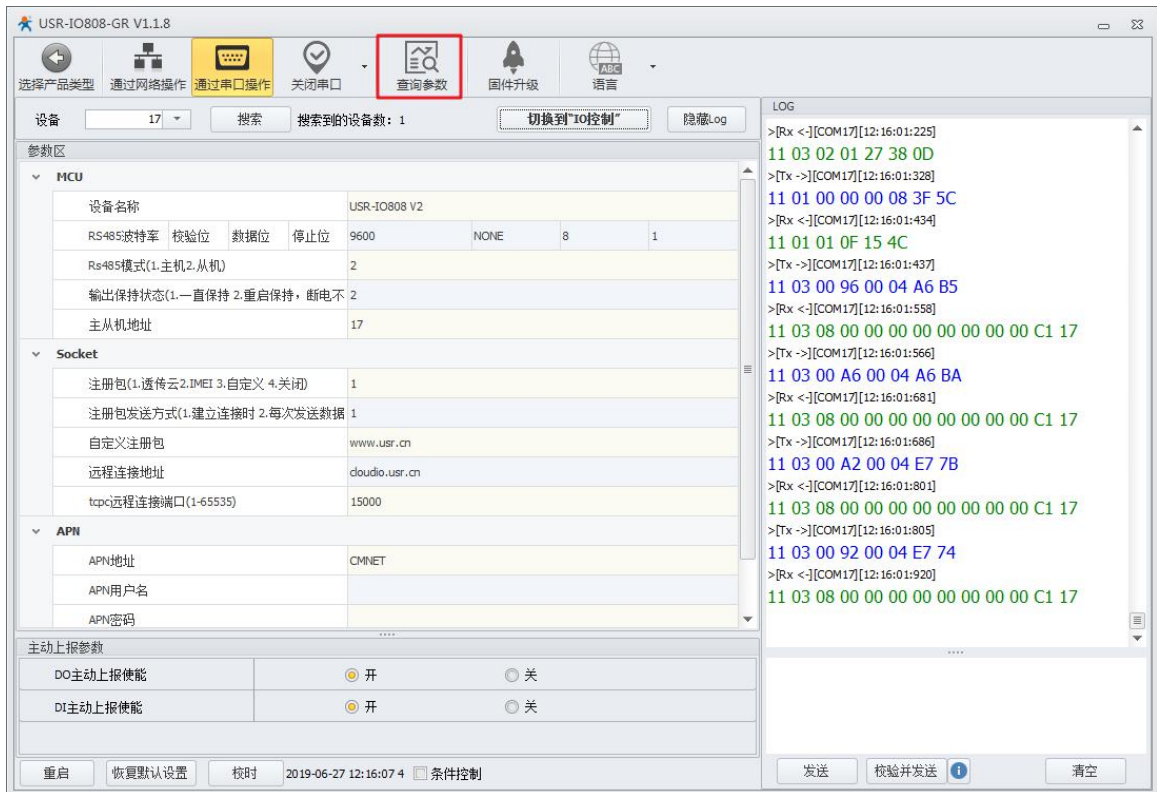 USR-IO808-GR V1.1.8
选择产品类型 通过网络操作 通过串口操作 关闭串口 查询参数 固件升级 语言
ABC
设备 17 搜索 搜索到的设备数: 1 切换到"IO控制" 隐藏Log
参数区
MCU
设备名称 USR-IO808 V2
RS485波特率 校验位 数据位 停止位 9600 NONE 8 1
Rs485模式(1.主机2.从机) 2
输出保持状态(1.一直保持 2.重启保持，断电不 2
主从机地址 17
Socket
注册包(1.透传云2.IMEI 3.自定义 4.关闭) 1
注册包发送方式(1.建立连接时 2.每次发送数据 1
自定义注册包 www.usr.cn
远程连接地址 cloudio.usr.cn
tcpc远程连接端口(1-65535) 15000
APN
APN地址 CMNET
APN用户名
APN密码
主动上报参数
DO主动上报使能 开 关
DI主动上报使能 开 关
重启 恢复默认设置 校时 2019-06-27 12:16:07 4 条件控制
LOG
>[Rx <-][COM17][12:16:01:225]
11 03 02 01 27 38 0D
>[Tx ->][COM17][12:16:01:328]
11 01 00 00 00 08 3F 5C
>[Rx <-][COM17][12:16:01:434]
11 01 01 0F 15 4C
>[Tx ->][COM17][12:16:01:437]
11 03 00 96 00 04 A6 B5
>[Rx <-][COM17][12:16:01:558]
11 03 08 00 00 00 00 00 00 00 00 C1 17
>[Tx ->][COM17][12:16:01:566]
11 03 00 A6 00 04 A6 BA
>[Rx <-][COM17][12:16:01:681]
11 03 08 00 00 00 00 00 00 00 00 C1 17
>[Tx ->][COM17][12:16:01:686]
11 03 00 A2 00 04 E7 7B
>[Rx <-][COM17][12:16:01:801]
11 03 08 00 00 00 00 00 00 00 00 C1 17
>[Tx ->][COM17][12:16:01:805]
11 03 00 92 00 04 E7 74
>[Rx <-][COM17][12:16:01:920]
11 03 08 00 00 00 00 00 00 00 00 C1 17
发送 校验并发送 清空